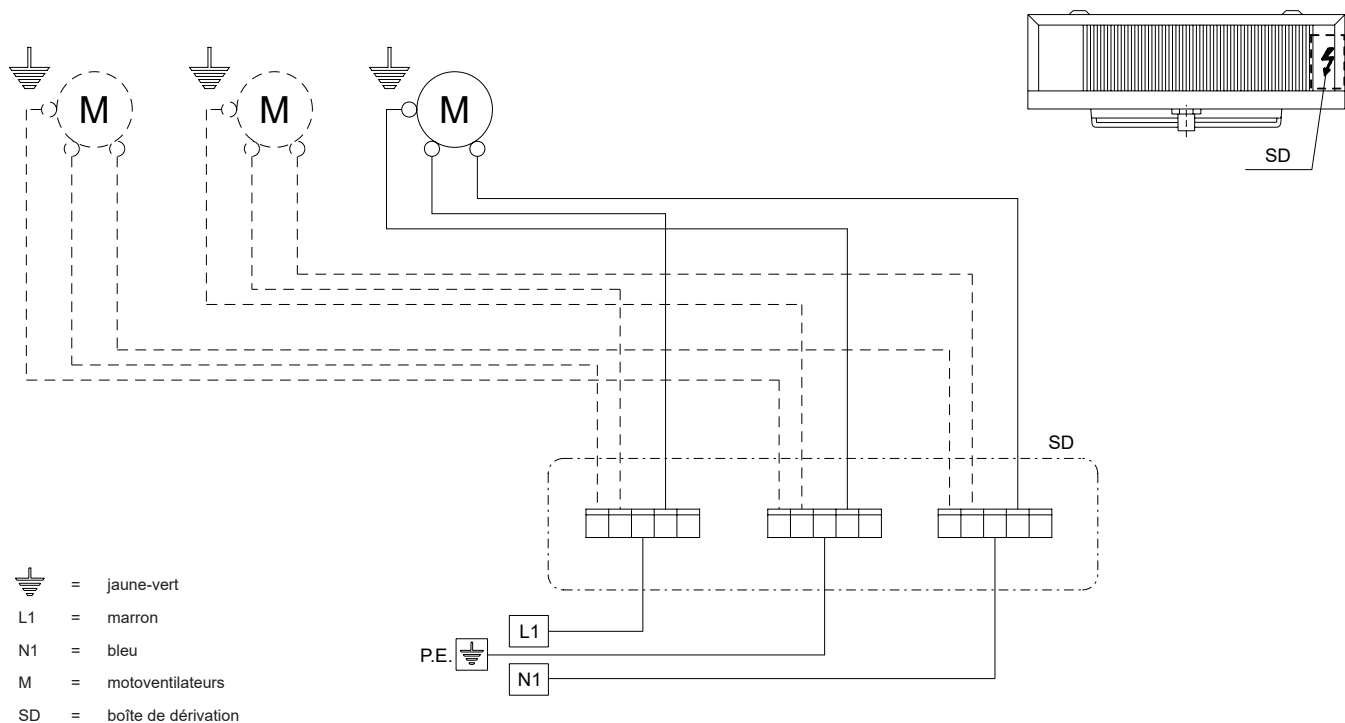 M
M
M
SD
SD
= jaune-vert
L1 = marron
N1 = bleu
M = motoventilateurs
SD = boîte de dérivation
L1
P.E.
N1